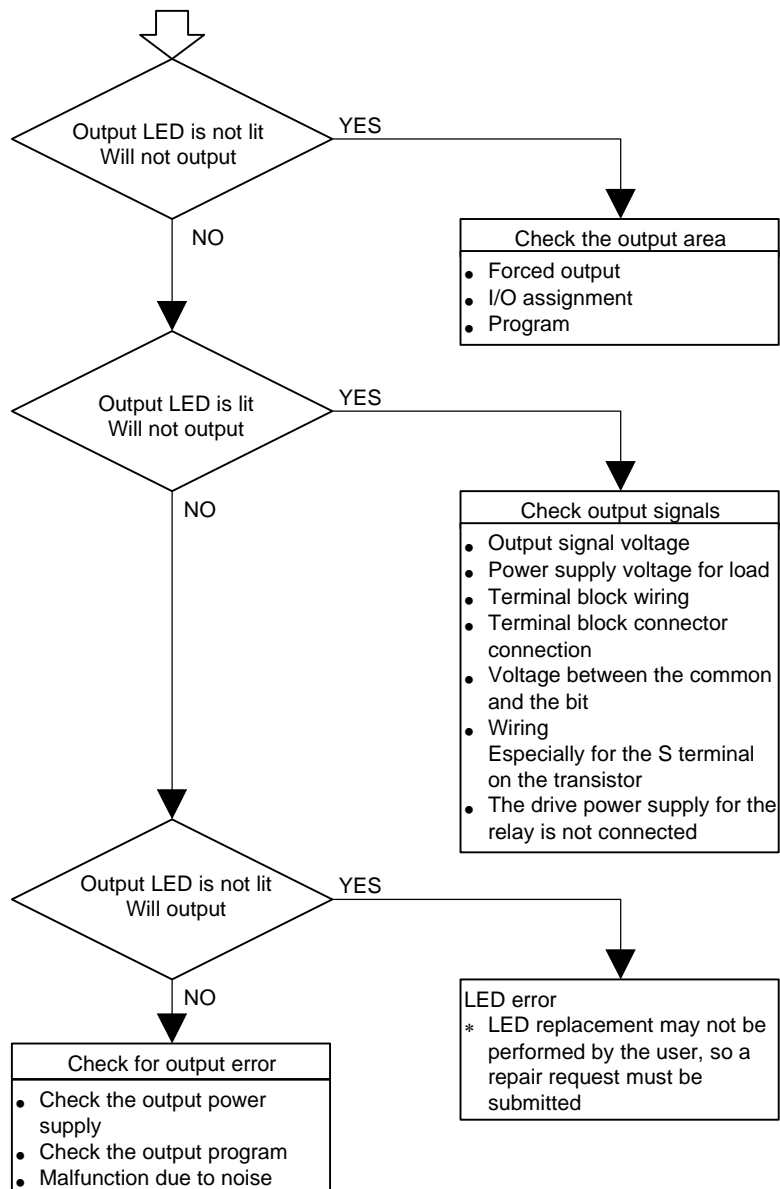 Output LED is not lit
Will not output
YES
NO
Check the output area
• Forced output
• I/O assignment
• Program
Output LED is lit
Will not output
YES
NO
Check output signals
• Output signal voltage
• Power supply voltage for load
• Terminal block wiring
• Terminal block connector
connection
• Voltage between the common
and the bit
• Wiring
Especially for the S terminal
on the transistor
• The drive power supply for the
relay is not connected
Output LED is not lit
Will output
YES
NO
LED error
* LED replacement may not be
performed by the user, so a
repair request must be
submitted
Check for output error
• Check the output power
supply
• Check the output program
• Malfunction due to noise